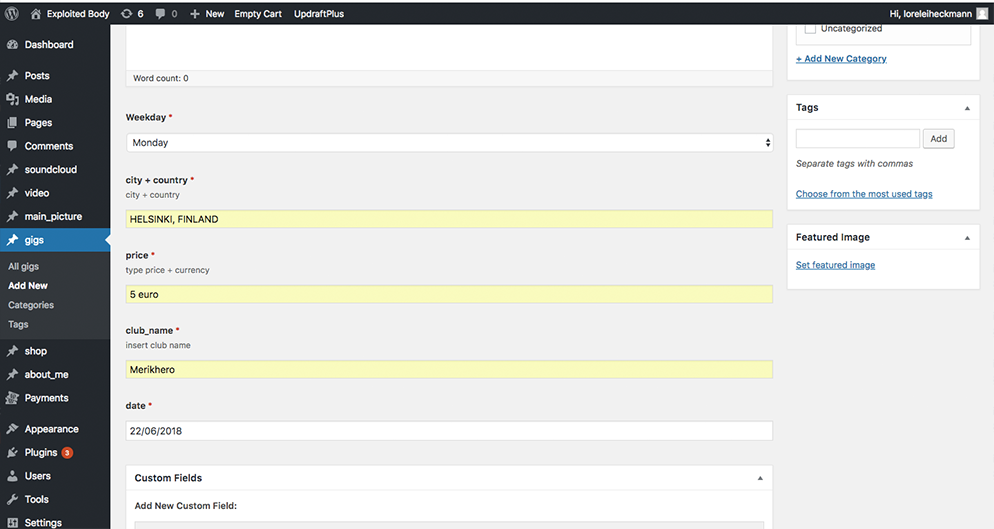 Exploited Body 6 0 New Empty Cart UpdraftPlus Hi, loreleiheckmann
Dashboard
Posts
Media
Pages
Comments
soundcloud
video
main_picture
gigs
All gigs
Add New
Categories
Tags
shop
about_me
Payments
Appearance
Plugins 3
Users
Tools
Settings
Word count: 0
Weekday *
Monday
city + country *
city + country
HELSINKI, FINLAND
price *
type price + currency
5 euro
club_name *
insert club name
Merikhero
date *
22/06/2018
Custom Fields
Add New Custom Field:
Uncategorized
+ Add New Category
Tags
Add
Separate tags with commas
Choose from the most used tags
Featured Image
Set featured image